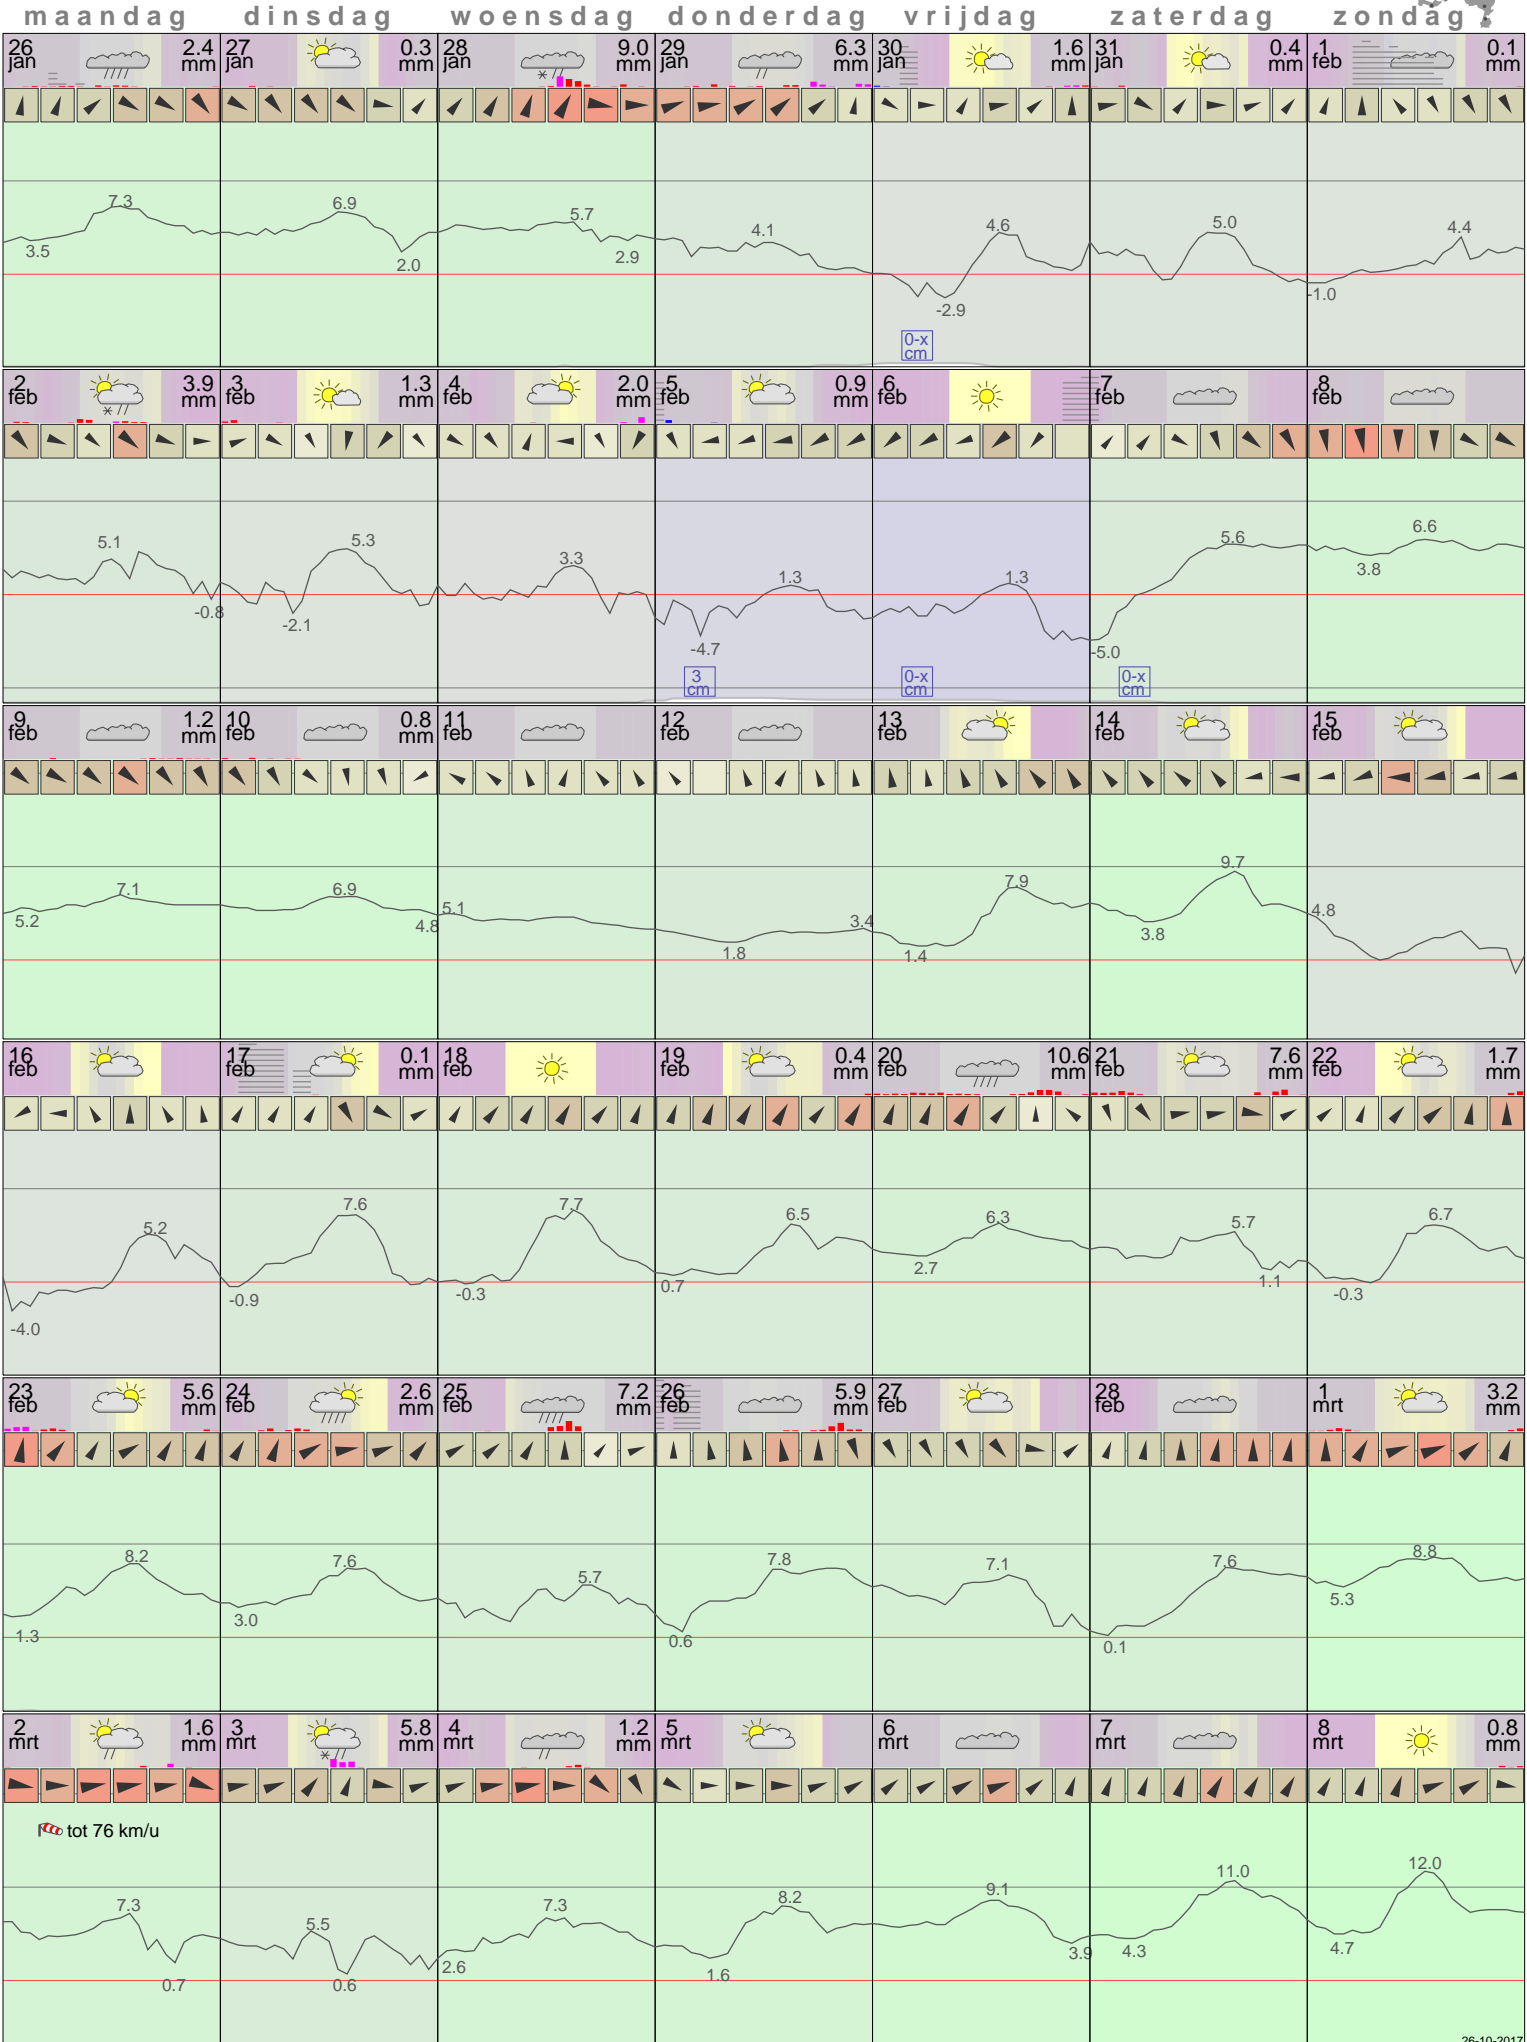 maandag dinsdag woensdag donderdag vrijdag zaterdag zondag
26 jan 2.4 mm 27 jan 0.3 mm 28 jan 9.0 mm 29 jan 6.3 mm 30 jan 1.6 mm 31 jan 0.4 mm 1 feb 0.1 mm
3.5 7.3 6.9 2.0 5.7 2.9 4.1 -2.9 4.6 5.0 -1.0 4.4
0-x cm
2 feb 3.9 mm 3 feb 1.3 mm 4 feb 2.0 mm 5 feb 0.9 mm 6 feb 7 feb 8 feb
5.1 -0.8 -2.1 5.3 3.3 -4.7 1.3 1.3 -5.0 5.6 3.8 6.6
3 cm 0-x cm 0-x cm
9 feb 1.2 mm 10 feb 0.8 mm 11 feb 12 feb 13 feb 14 feb 15 feb
5.2 7.1 6.9 4.8 5.1 1.8 3.4 1.4 7.9 3.8 9.7 4.8
16 feb 17 feb 0.1 mm 18 feb 19 feb 0.4 mm 20 feb 10.6 mm 21 feb 7.6 mm 22 feb 1.7 mm
-4.0 5.2 -0.9 7.6 -0.3 7.7 0.7 6.5 2.7 6.3 5.7 1.1 -0.3 6.7
23 feb 5.6 mm 24 feb 2.6 mm 25 feb 7.2 mm 26 feb 5.9 mm 27 feb 28 feb 1 mrt 3.2 mm
1.3 8.2 3.0 7.6 5.7 0.6 7.8 7.1 0.1 7.6 5.3 8.8
2 mrt 1.6 mm 3 mrt 5.8 mm 4 mrt 1.2 mm 5 mrt 6 mrt 7 mrt 8 mrt 0.8 mm
tot 76 km/u
7.3 0.7 5.5 0.6 2.6 7.3 1.6 8.2 9.1 3.9 4.3 11.0 4.7 12.0
26-10-2017